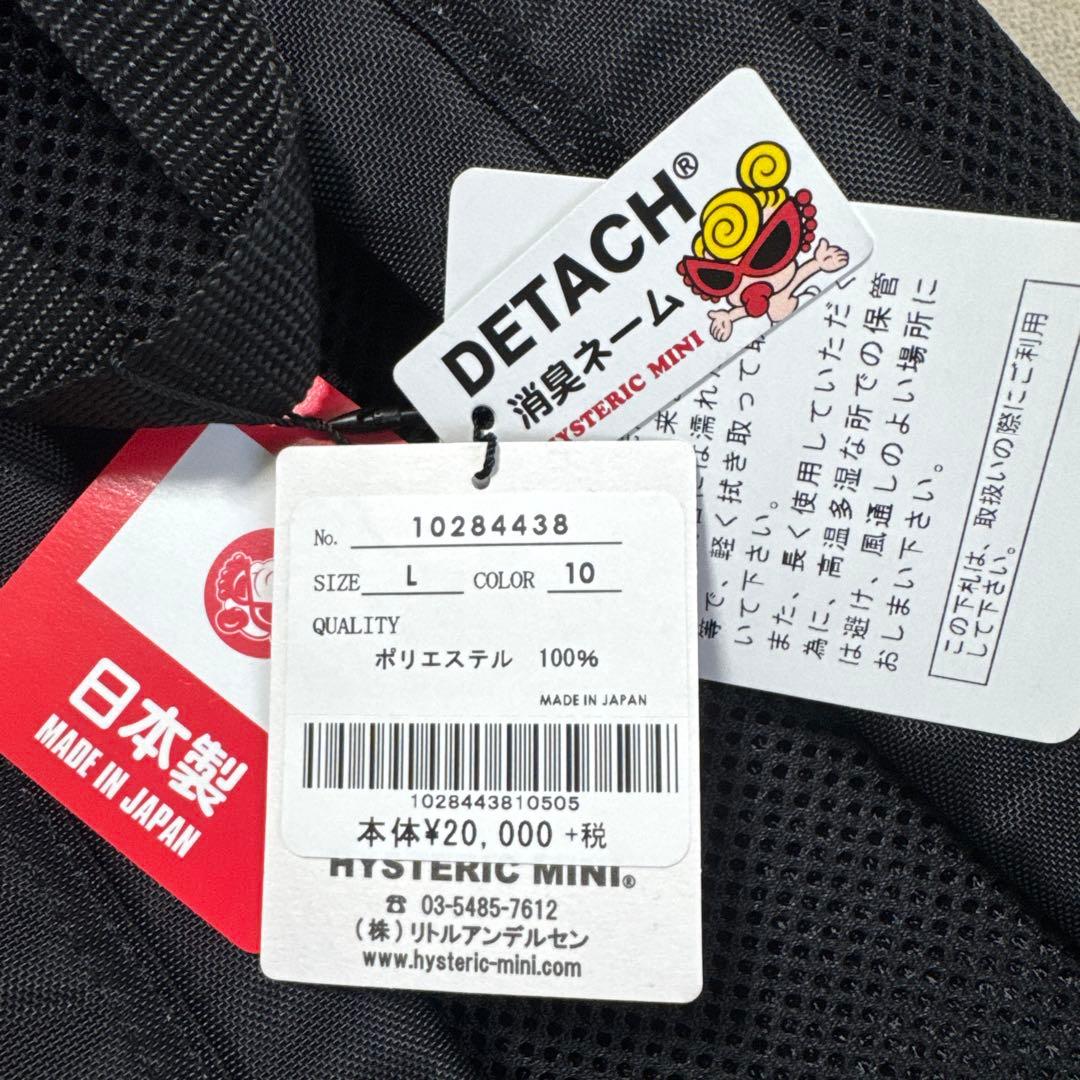 DETACH®
消臭ネーム
HYSTERIC MINI
No. 10284438
SIZE L COLOR 10
QUALITY
ポリエステル 100%
MADE IN JAPAN
1028443810505
本体¥20,000 +税
HYSTERIC MINI®
☎ 03-5485-7612
(株)リトルアンデルセン
www.hysteric-mini.com
日本製
MADE IN JAPAN
は濡れ
等で、軽く拭き取って
いて下さい。
また、長く使用していただく
為に、高温多湿な所での保管
は避け、風通しのよい場所に
おしまい下さい。
この下札は、取扱いの際にご利用
して下さい。